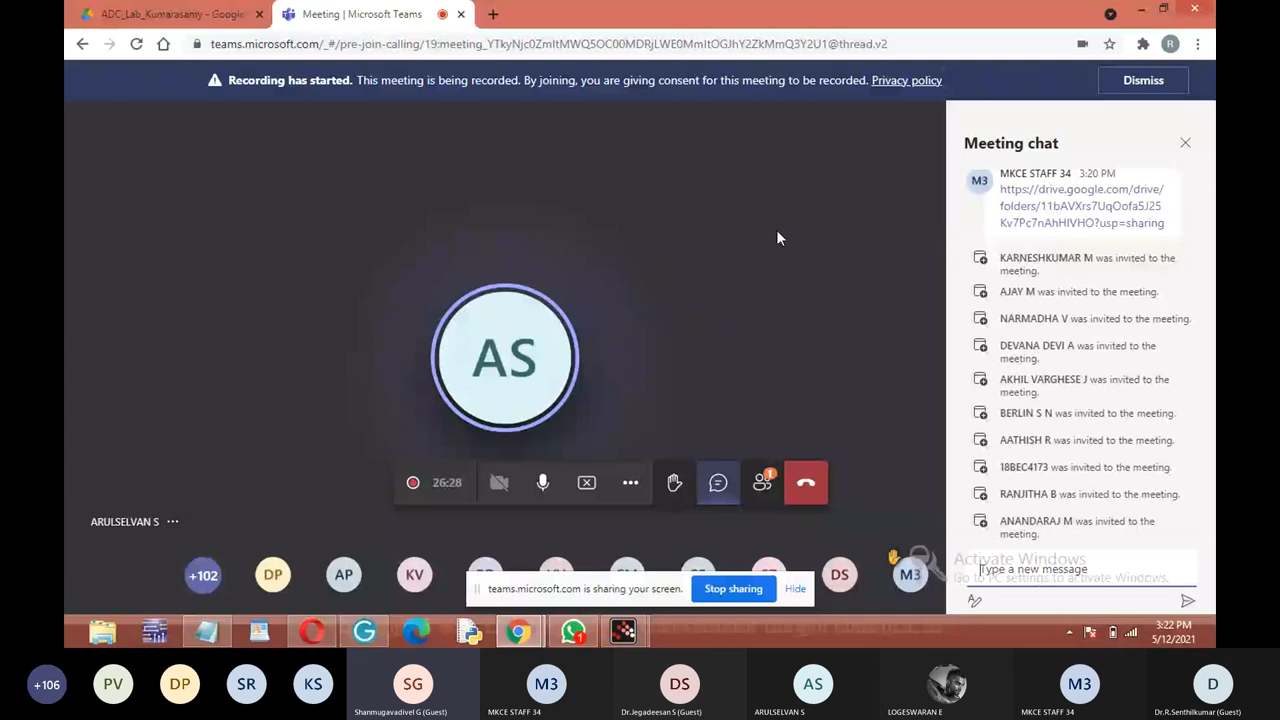 ADC_Lab_Kumarasamy - Google
Meeting | Microsoft Teams
teams.microsoft.com/_#/pre-join-calling/19:meeting_YTkyNjc0ZmItMWQ5OC00MDRjLWE0MmItOGJhY2ZkMmQ3Y2U1@thread.v2
R
Recording has started. This meeting is being recorded. By joining, you are giving consent for this meeting to be recorded. Privacy policy
Dismiss
Meeting chat
M3
MKCE STAFF 34 3:20 PM
https://drive.google.com/drive/
folders/11bAVXrs7UqOofa5J25
Kv7Pc7nAhHIVHO?usp=sharing
KARNESHKUMAR M was invited to the
meeting.
AJAY M was invited to the meeting.
NARMADHA V was invited to the meeting.
DEVANA DEVI A was invited to the
meeting.
AKHIL VARGHESE J was invited to the
meeting.
BERLIN S N was invited to the meeting.
AATHISH R was invited to the meeting.
18BEC4173 was invited to the meeting.
RANJITHA B was invited to the meeting.
ANANDARAJ M was invited to the
meeting.
Activate Windows
Go to PC settings to activate Windows.
Type a new message
AS
26:28
1
ARULSELVAN S
+102
DP
AP
KV
DS
M3
teams.microsoft.com is sharing your screen.
Stop sharing
Hide
1
3:22 PM
5/12/2021
+106
PV
DP
SR
KS
SG
M3
DS
AS
M3
D
Shanmugavadivel G (Guest)
MKCE STAFF 34
Dr.Jegadeesan S (Guest)
ARULSELVAN S
LOGESWARAN E
MKCE STAFF 34
Dr.R.Senthilkumar (Guest)